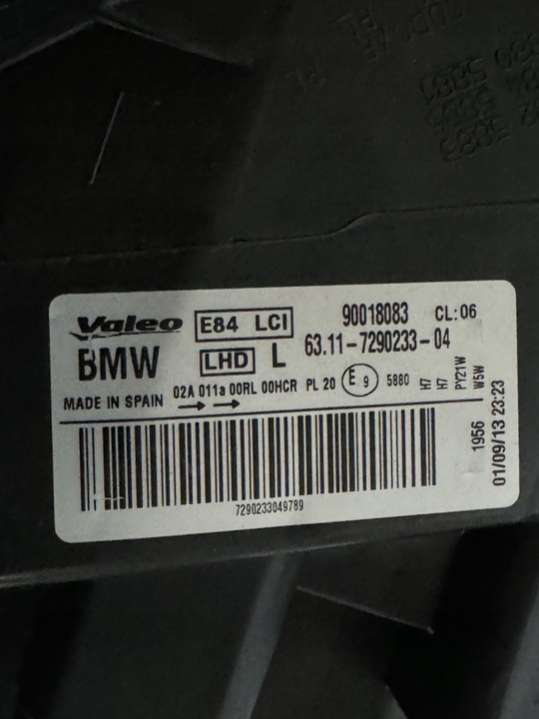 Valeo E84 LCI 90018083 CL:06
BMW LHD L 63.11-7290233-04
MADE IN SPAIN 02A 011a 00RL 00HCR PL 20 E9 5880
H7
H7
PY21W
W5W
1956
01/09/13 23:23
7290233049789